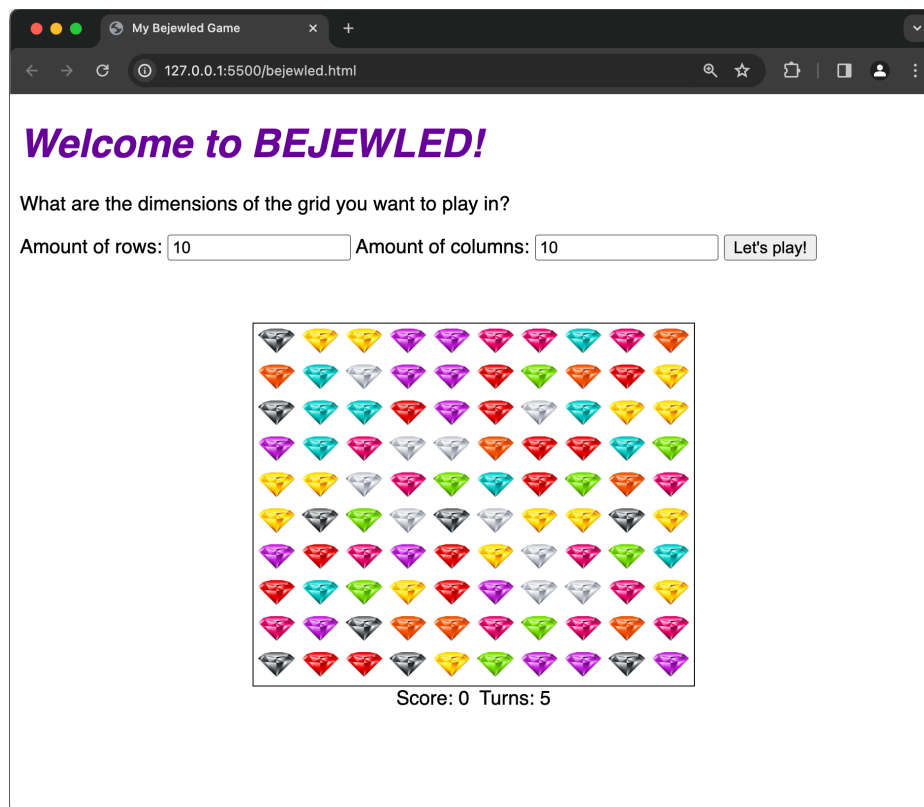 My Bejewled Game
127.0.0.1:5500/bejewled.html
Welcome to BEJEWLED!
What are the dimensions of the grid you want to play in?
Amount of rows: 10 Amount of columns: 10 Let's play!
Score: 0 Turns: 5